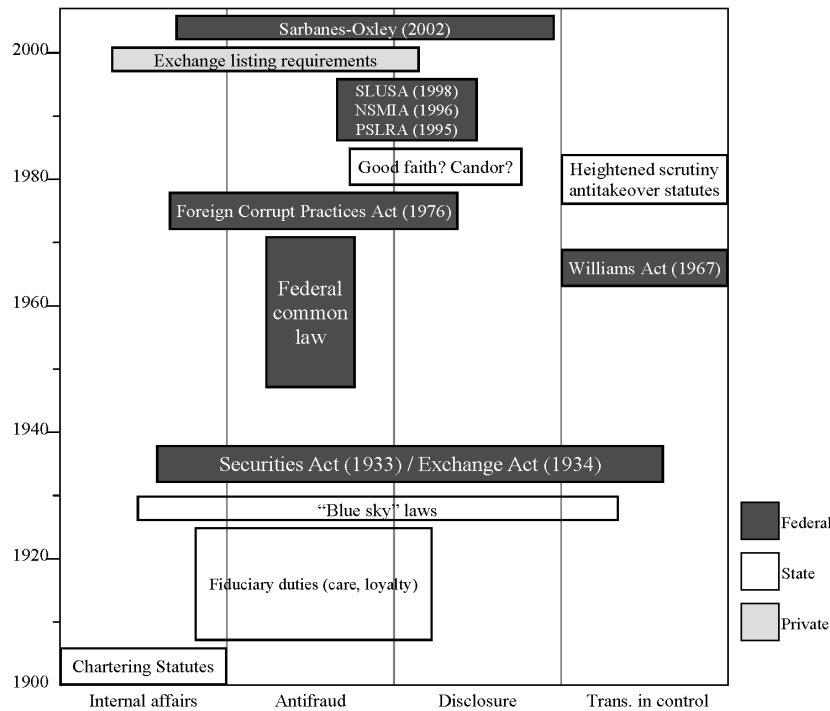 2000
Sarbanes-Oxley (2002)
Exchange listing requirements
SLUSA (1998)
NSMIA (1996)
PSLRA (1995)
Good faith? Candor?
Heightened scrutiny
antitakeover statutes
1980
Foreign Corrupt Practices Act (1976)
Williams Act (1967)
Federal
common
law
1960
1940
Securities Act (1933) / Exchange Act (1934)
“Blue sky” laws
1920
Fiduciary duties (care, loyalty)
Chartering Statutes
1900
Internal affairs
Antifraud
Disclosure
Trans. in control
Federal
State
Private